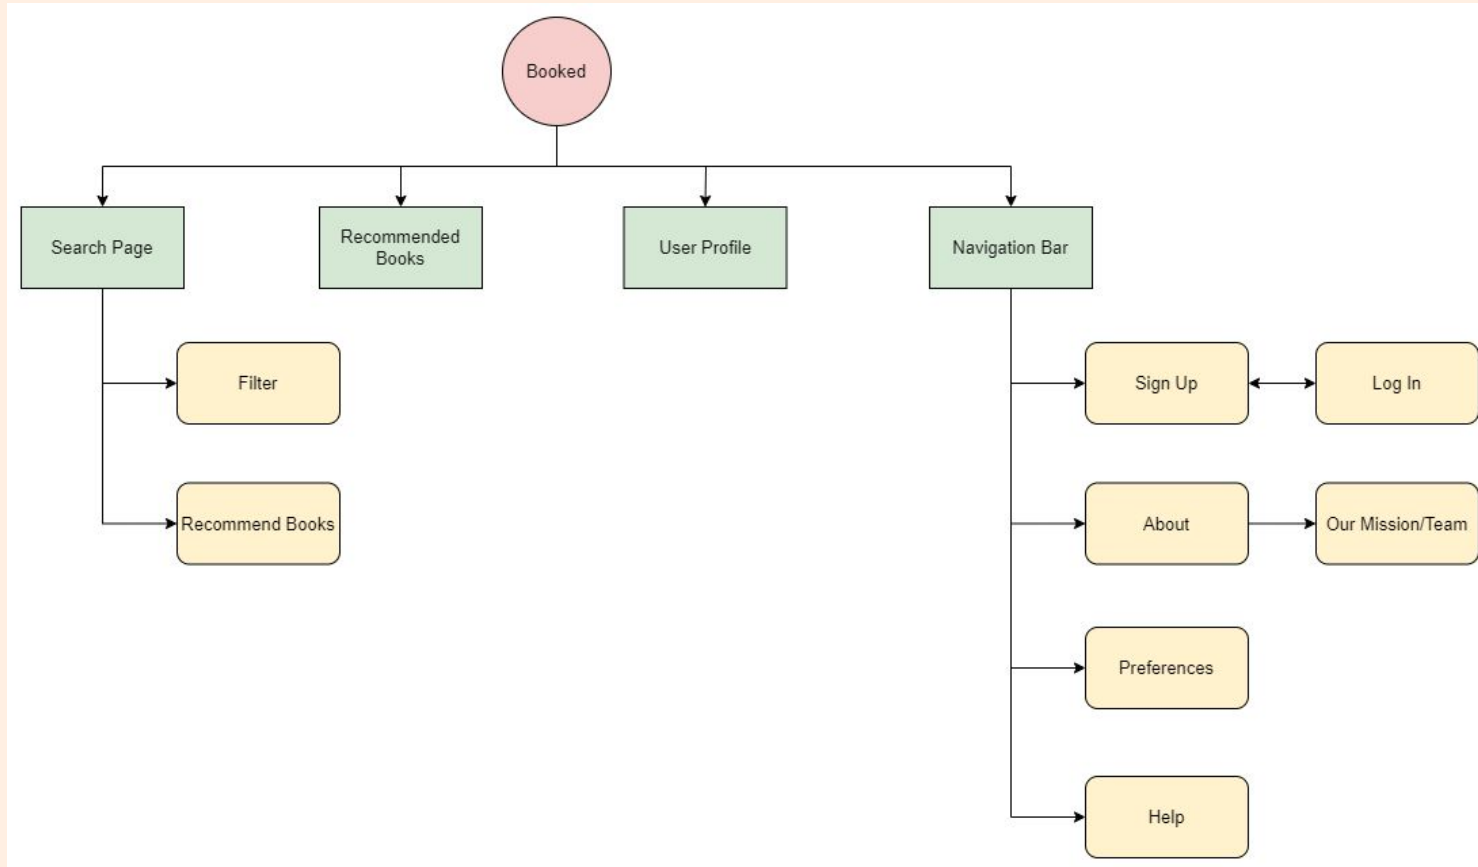 Booked
Search Page
Recommended
Books
User Profile
Navigation Bar
Filter
Sign Up
Log In
Recommend Books
About
Our Mission/Team
Preferences
Help